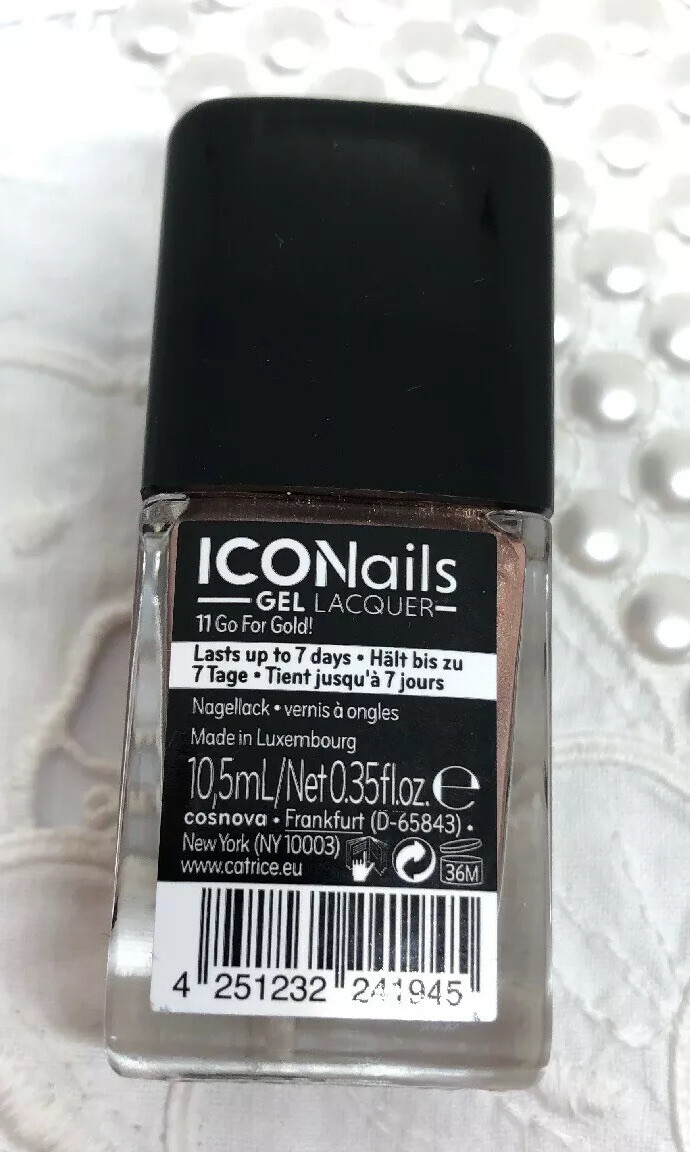 ICONails
GEL LACQUER
11 Go For Gold!
Lasts up to 7 days • Hält bis zu
7 Tage • Tient jusqu'à 7 jours
Nagellack • vernis à ongles
Made in Luxembourg
10,5mL/Net 0.35fl.oz. e
cosnova • Frankfurt (D-65843) •
New York (NY 10003)
www.catrice.eu
36M
4 251232 241945